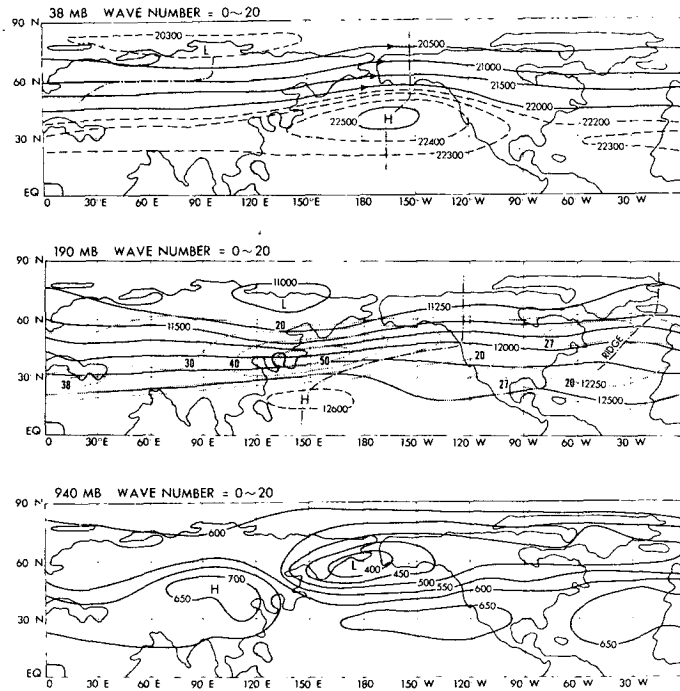 38 MB WAVE NUMBER = 0~20
90 N
20300
L
20500
21000
60 N
21500
22000
22500
H
22200
30 N
22400
22300
22300
EQ
0 30°E 60 E 90 E 120 E 150°E 180 150° W 120° W 90 W 60 W 30 W
190 MB WAVE NUMBER = 0~20
90 N
11000
L
11250
60 N
11500
20
12000
27
30
40
50
20
RIDGE
30 N
38
27
20
12250
H
12600
12500
EQ
0 30°E 60 E 90 E 120 E 150 E 180 150 W 120 W 90 W 60 W 30 W
940 MB WAVE NUMBER = 0~20
90 N
600
60 N
700
L
400
450
500
550
600
H
650
650
30 N
650
EQ
0 30 E 60 E 90 E 120 E 150 E 180 150 W 120 W 90 W 60 W 30 W